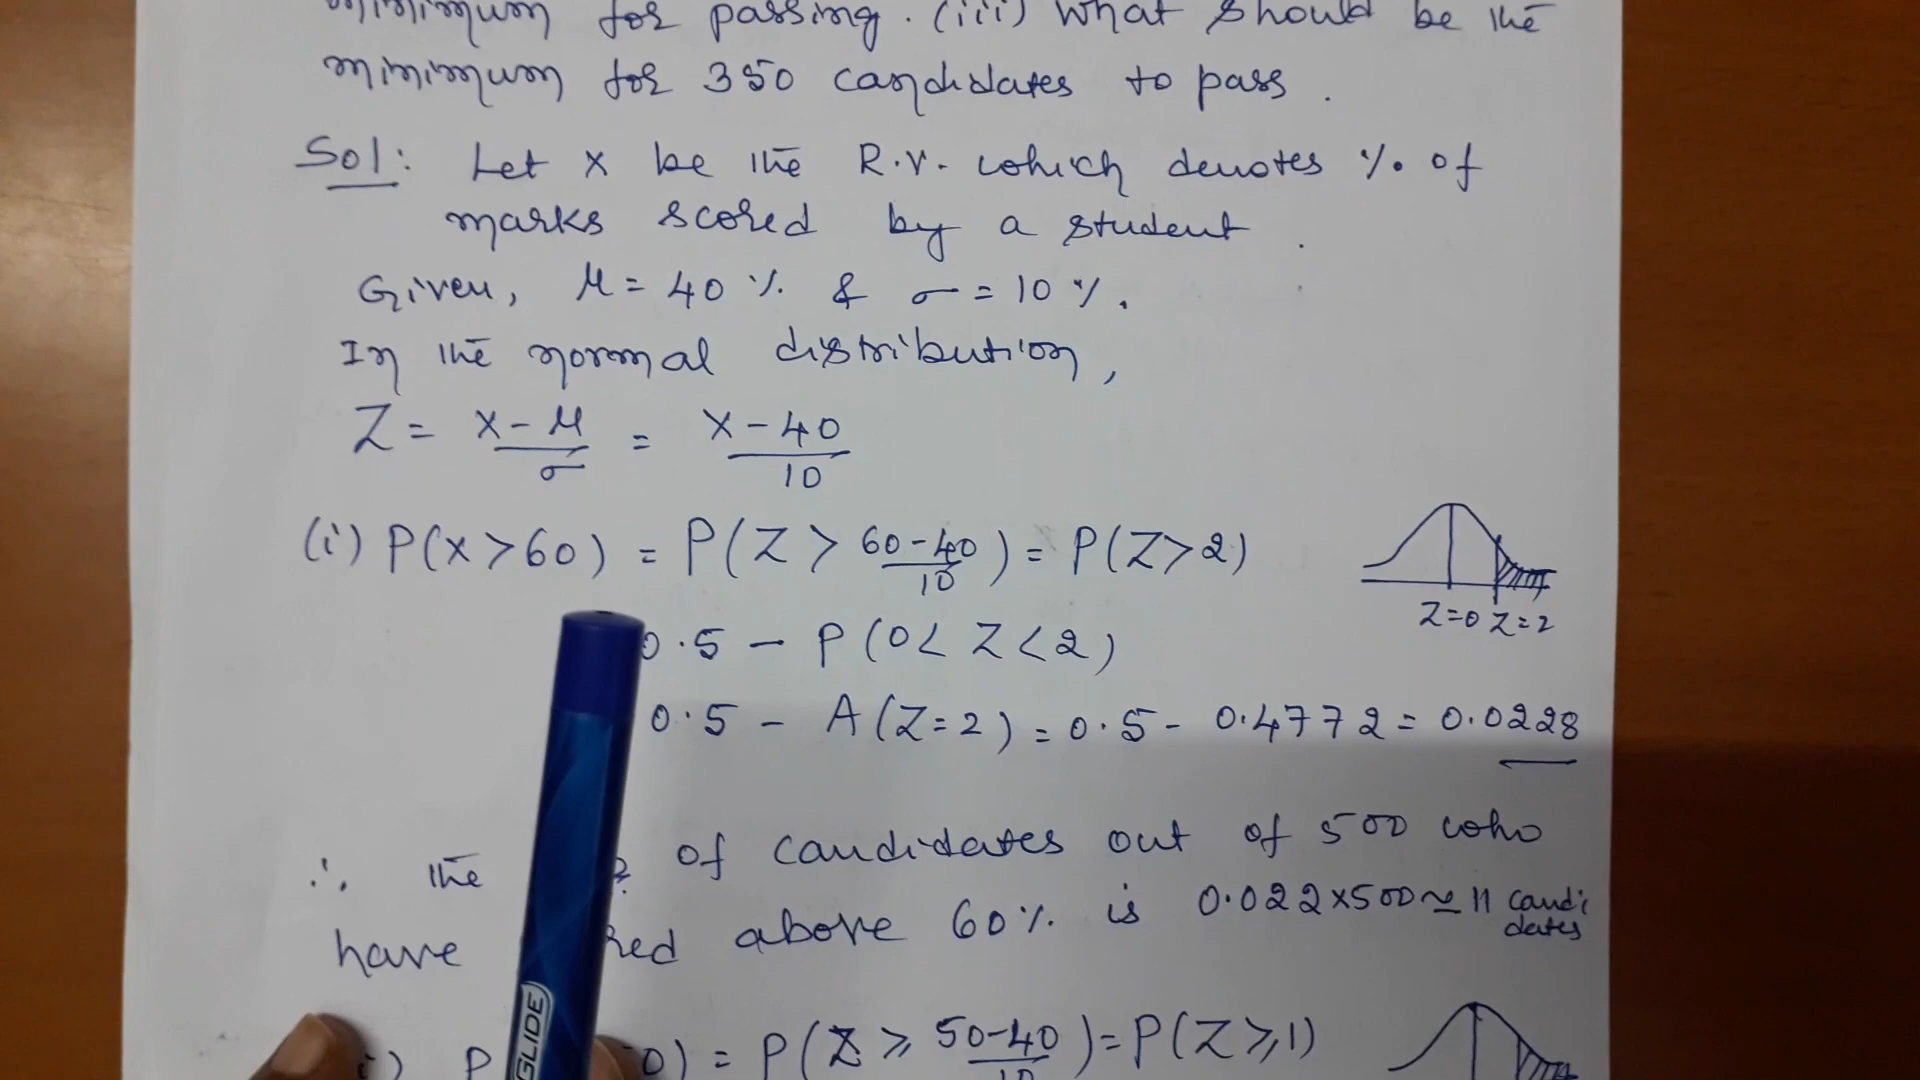 minimum for passing. (iii) What should be the
minimum for 350 candidates to pass.
Sol: Let X be the R.V. which denotes % of
marks scored by a student.
Given, μ = 40 % & σ = 10 %.
In the normal distribution,
Z = X-μ/σ = X-40/10
(i) P(X>60) = P(Z > 60-40/10) = P(Z>2)
Z=0 Z=2
0.5 - P(0< Z<2)
0.5 - A(Z=2) = 0.5 - 0.4772 = 0.0228
∴ the of candidates out of 500 who
have above 60% is 0.022×500≃11 candidates
P 0) = P(Z ≥ 50-40/10) = P(Z≥1)
GLIDE